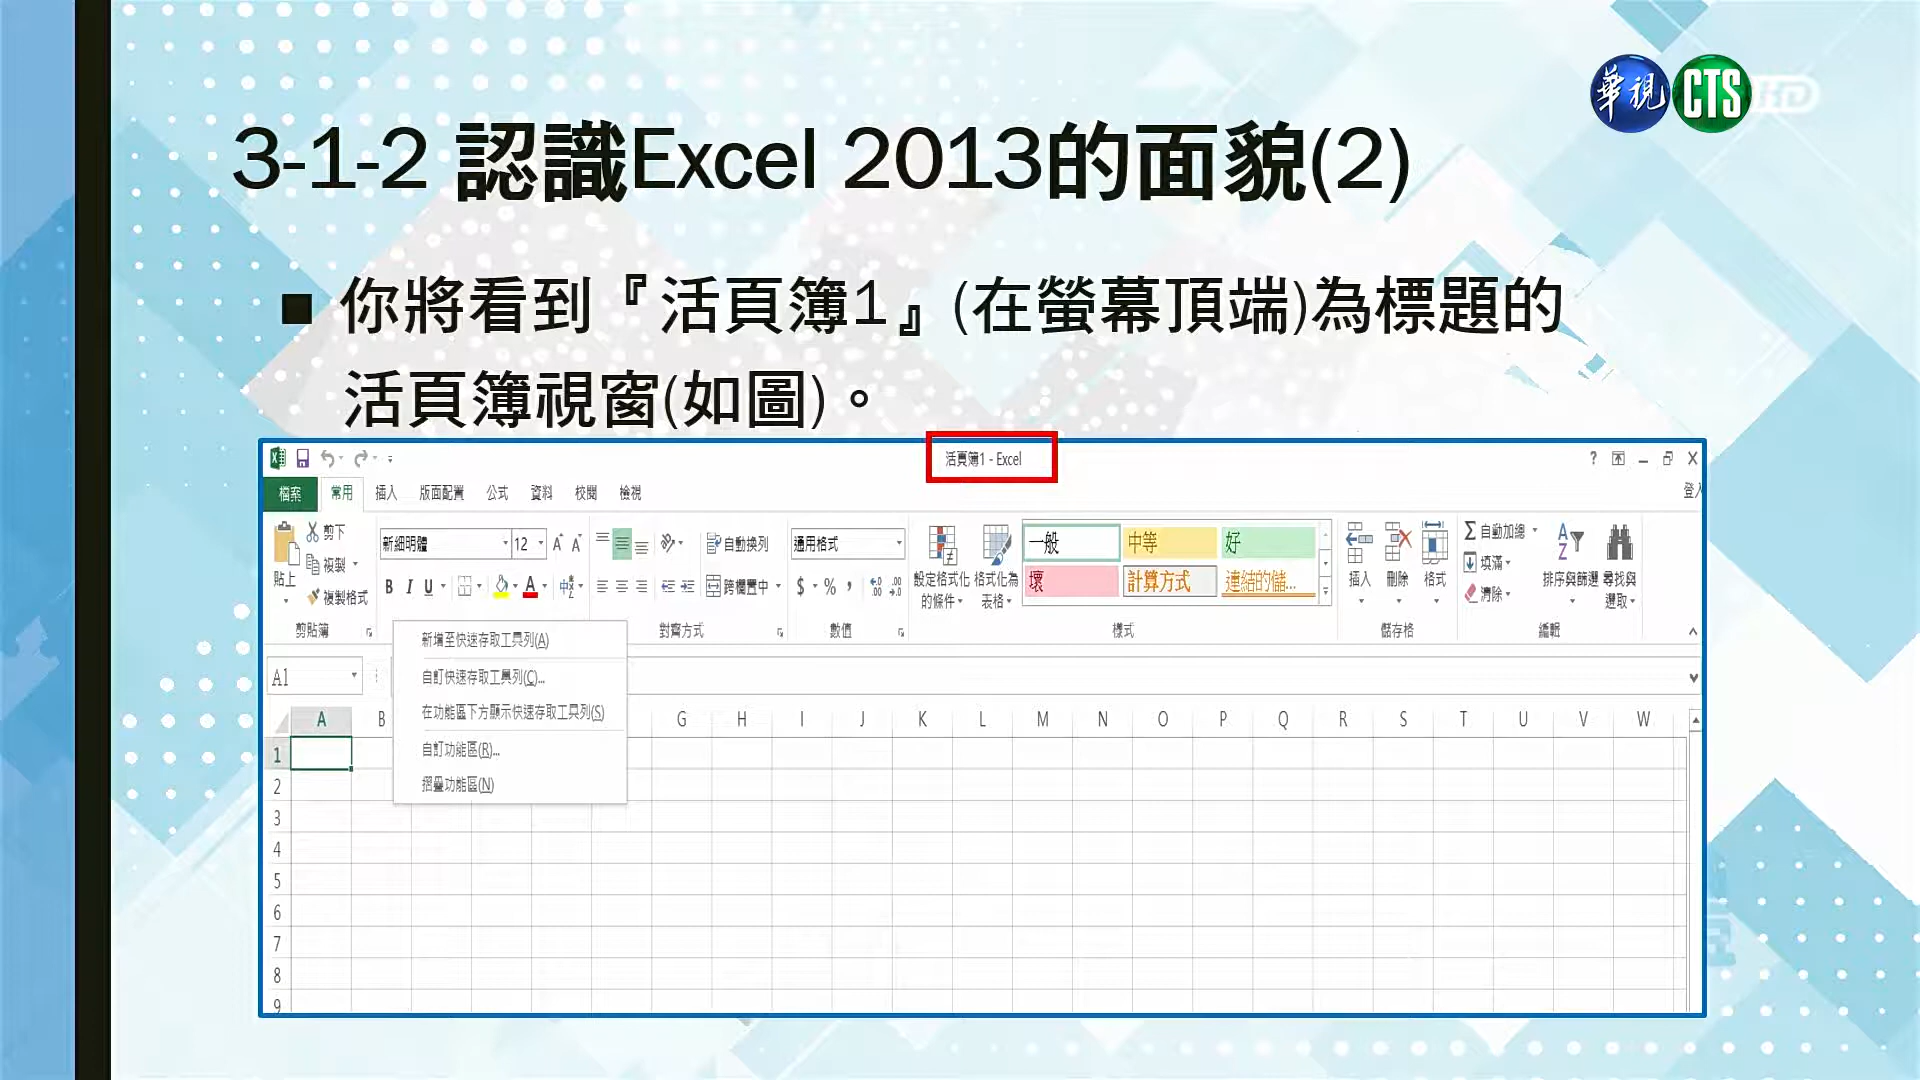 華視 CTS HD
3-1-2 認識Excel 2013的面貌(2)
■ 你將看到『活頁簿1』(在螢幕頂端)為標題的
活頁簿視窗(如圖)。
活頁簿1 - Excel
檔案 常用 插入 版面配置 公式 資料 校閱 檢視 登入
貼上 剪下 複製 複製格式
剪貼簿
新細明體 12
B I U
自動換列
跨欄置中
對齊方式
通用格式
$ % ,
數值
設定格式化的條件 格式化為表格
一般 中等 好
壞 計算方式 連結的儲...
樣式
插入 刪除 格式
儲存格
Σ 自動加總
填滿
清除
排序與篩選 尋找與選取
編輯
新增至快速存取工具列(A)
自訂快速存取工具列(C)...
在功能區下方顯示快速存取工具列(S)
自訂功能區(R)...
摺疊功能區(N)
A1
A B G H I J K L M N O P Q R S T U V W
1
2
3
4
5
6
7
8
9